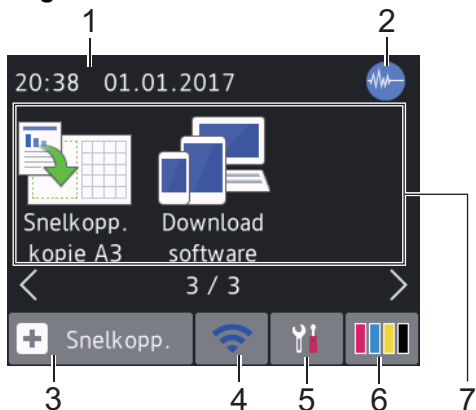 1
2
20:38 01.01.2017
Snelkopp.
kopie A3
Download
software
3 / 3
+ Snelkopp.
3
4
5
6
7